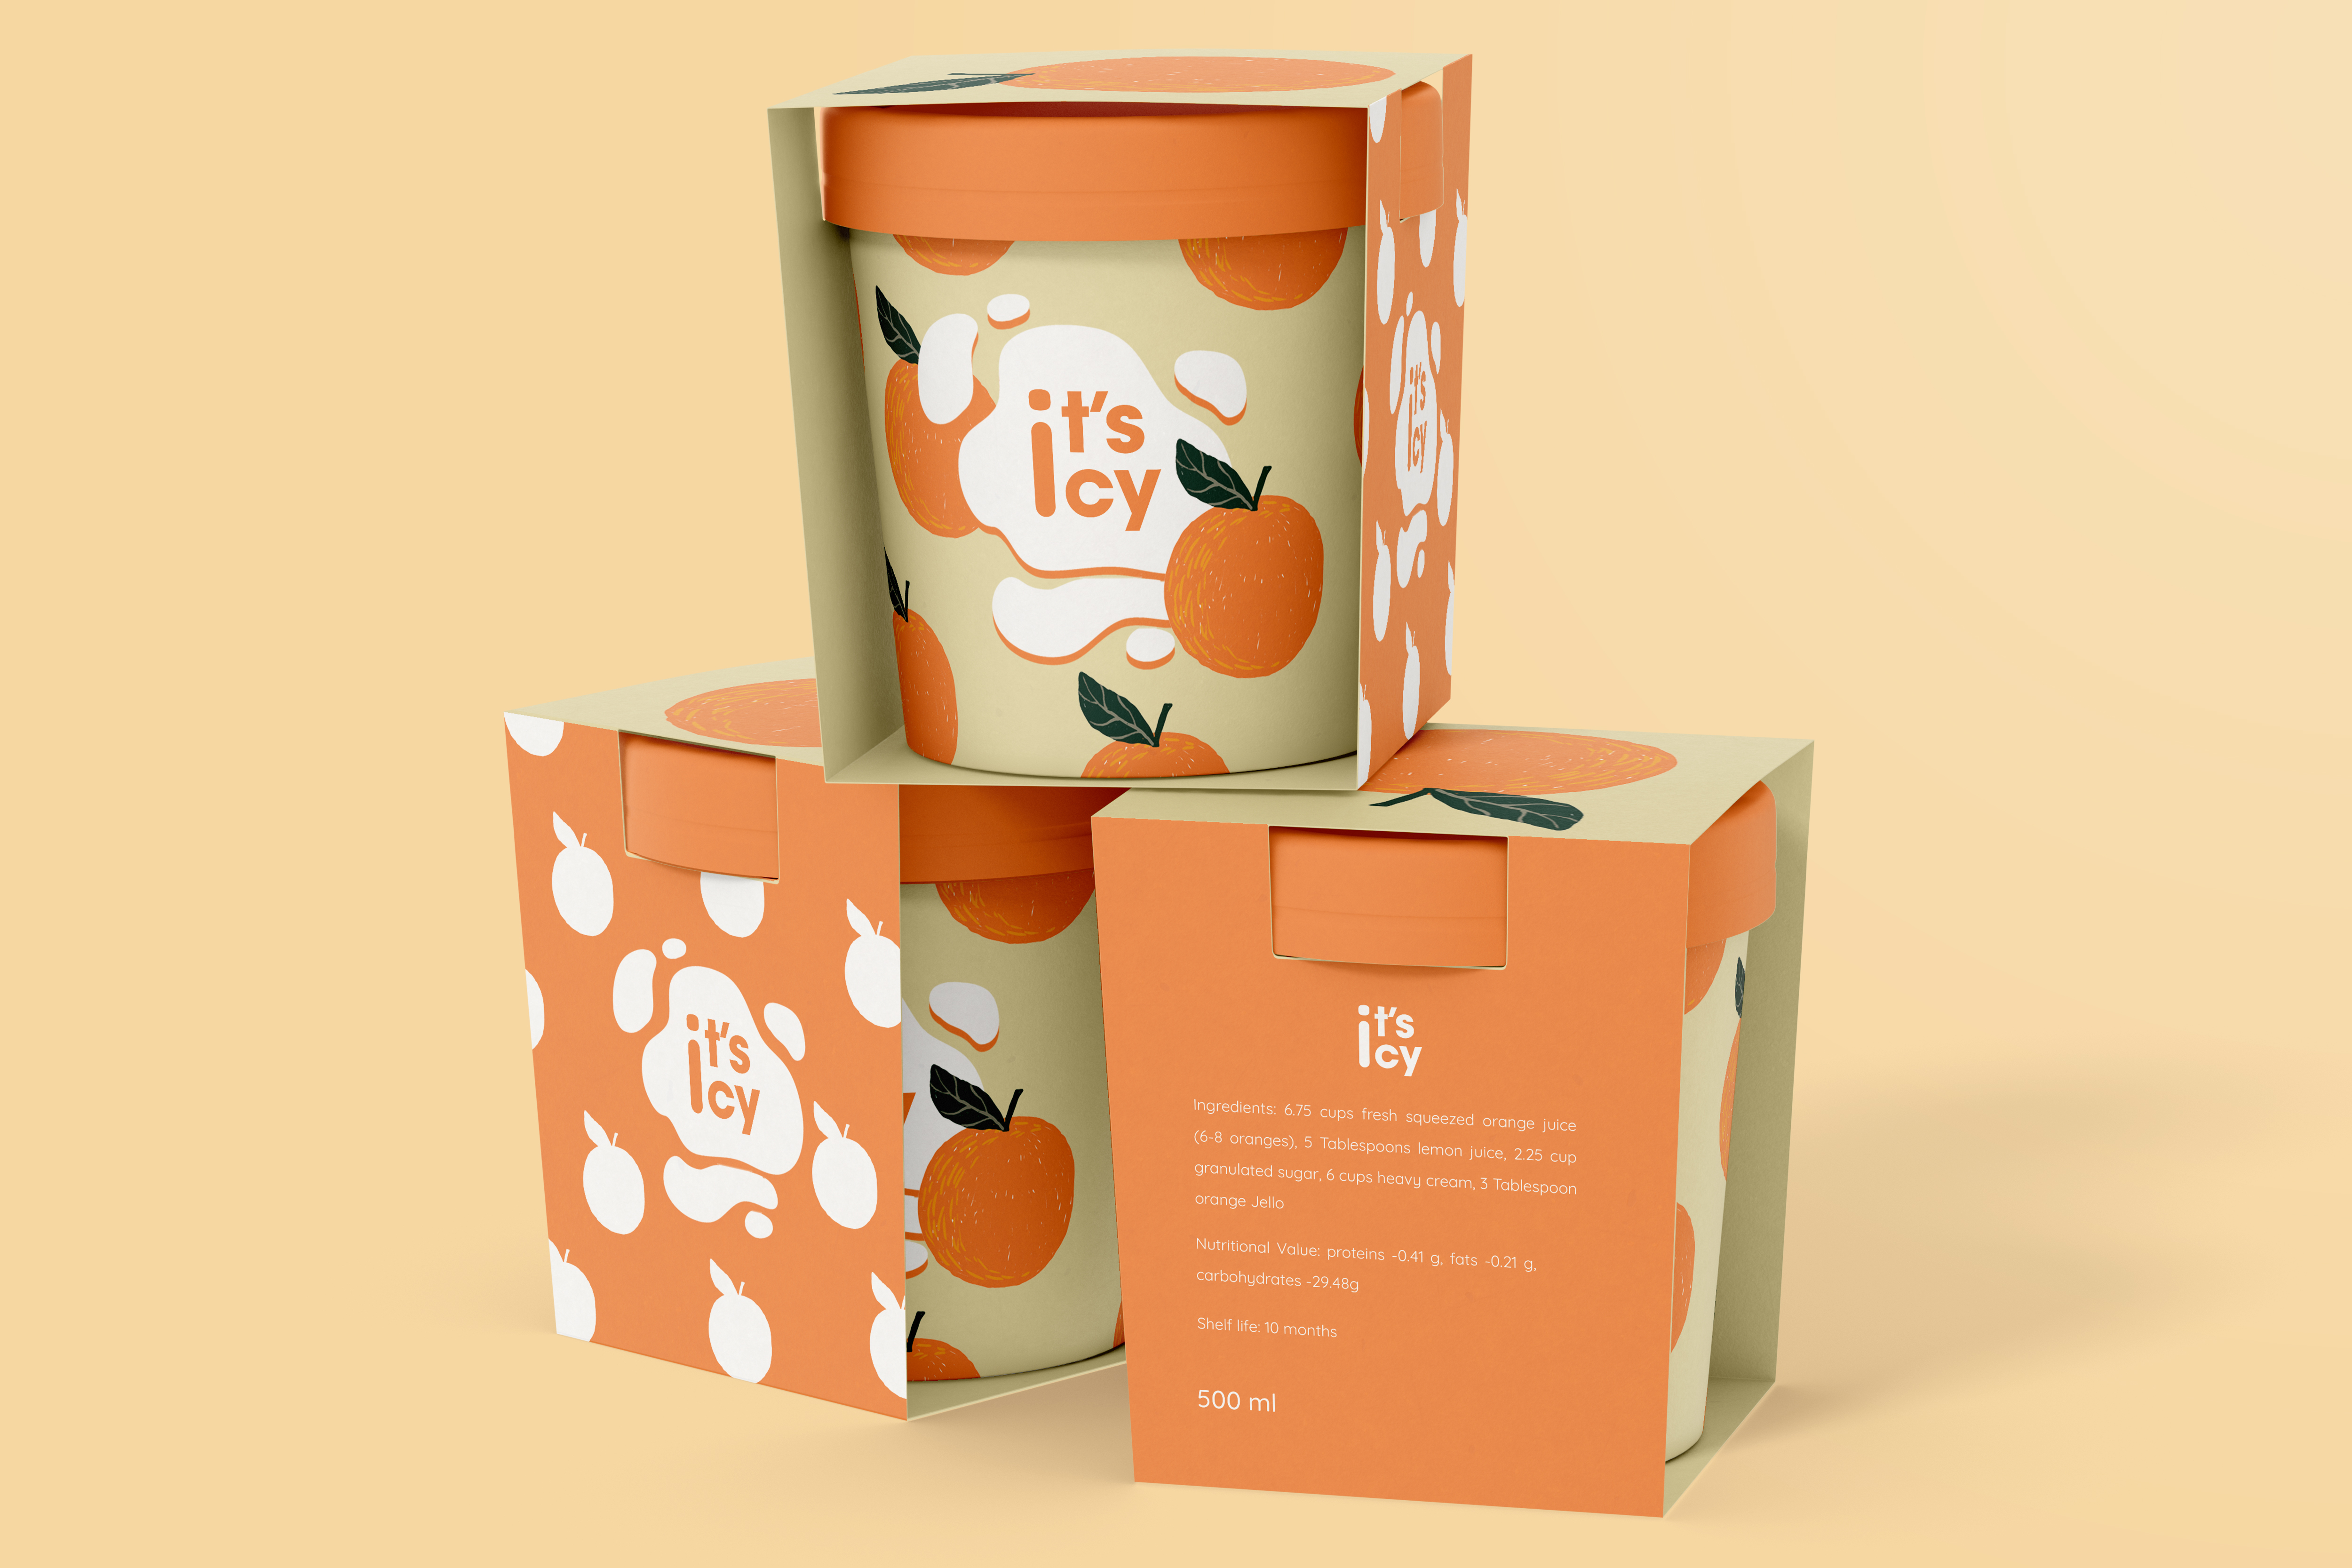 it's
icy
it's
icy
it's
icy
it's
icy
Ingredients: 6.75 cups fresh squeezed orange juice
(6-8 oranges), 5 Tablespoons lemon juice, 2.25 cup
granulated sugar, 6 cups heavy cream, 3 Tablespoon
orange Jello
Nutritional Value: proteins -0.41 g, fats -0.21 g,
carbohydrates -29.48g
Shelf life: 10 months
500 ml